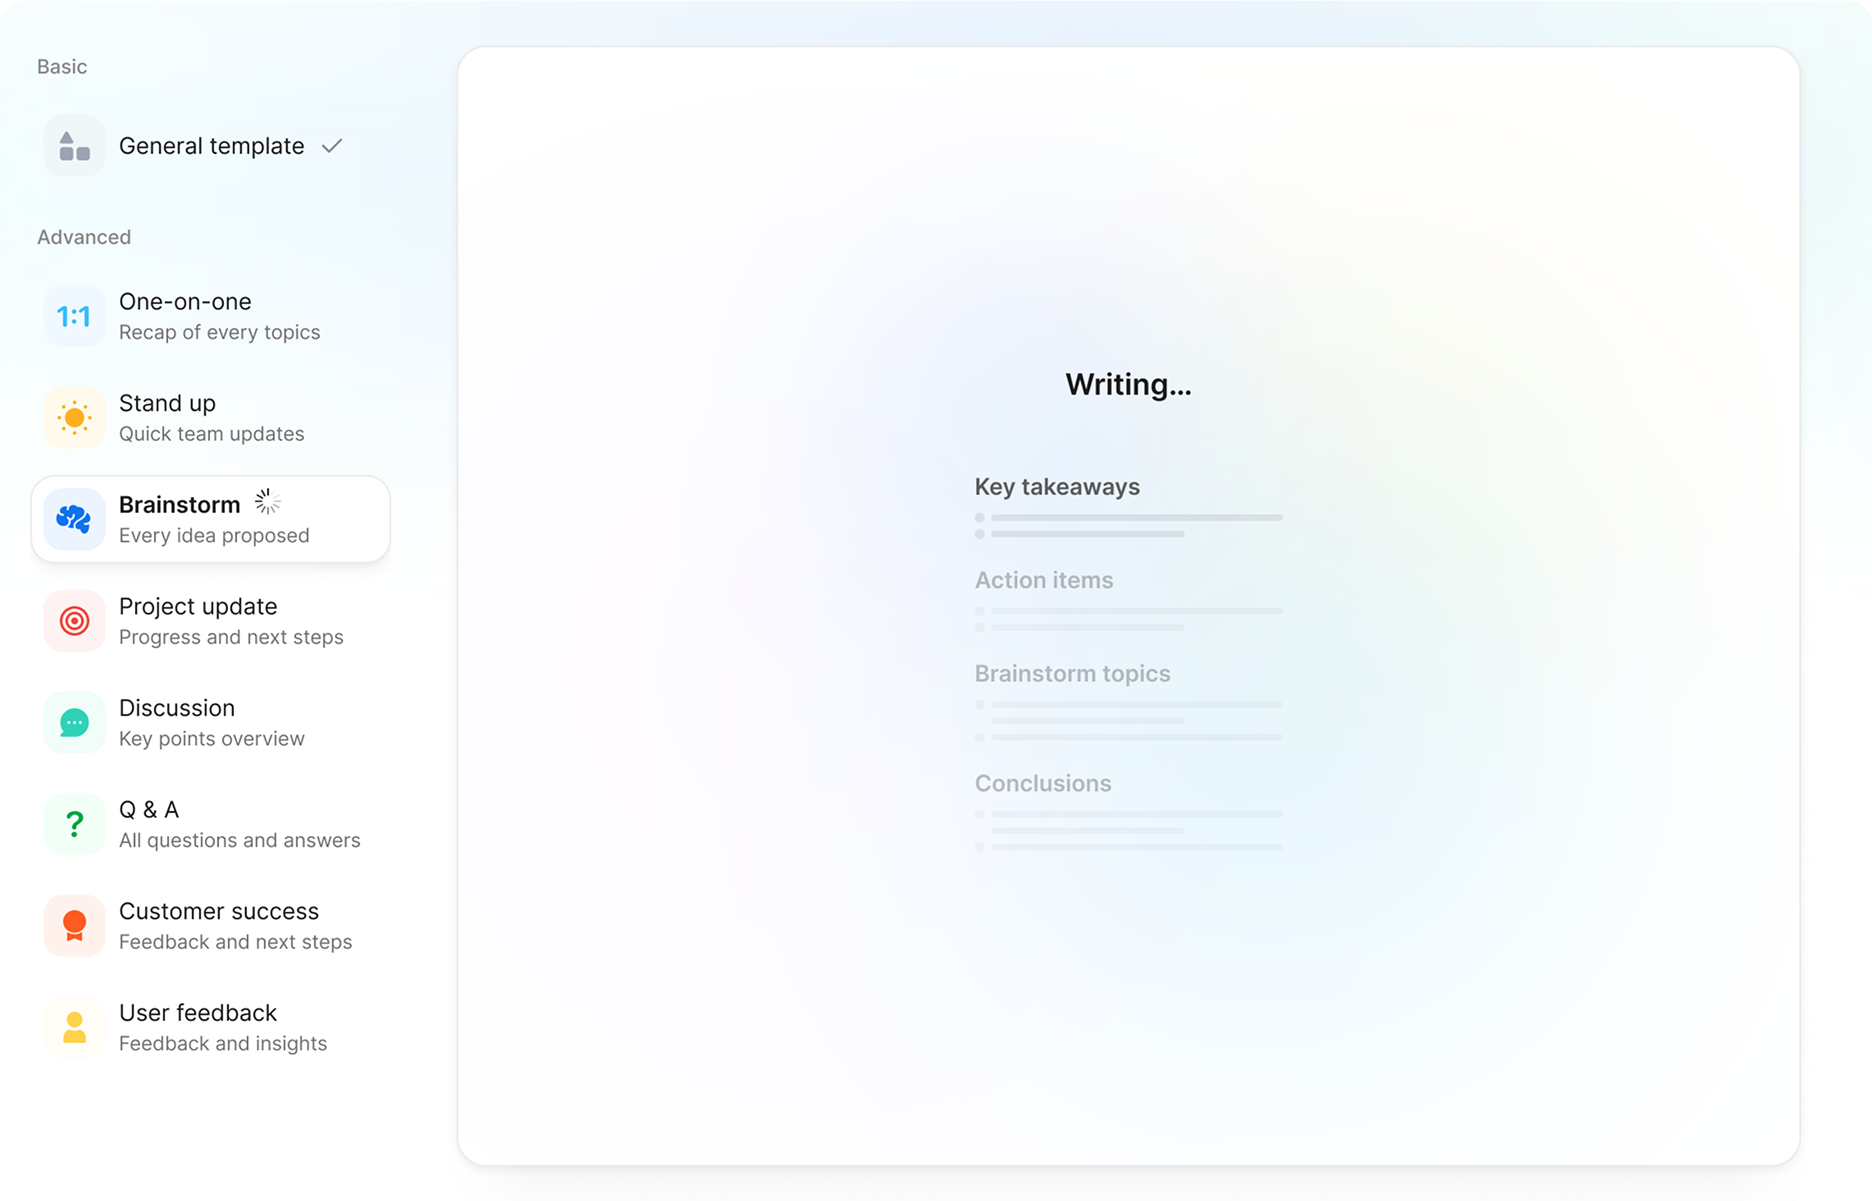 Basic
General template
Advanced
1:1
One-on-one
Recap of every topics
Stand up
Quick team updates
Brainstorm
Every idea proposed
Project update
Progress and next steps
Discussion
Key points overview
?
Q & A
All questions and answers
Customer success
Feedback and next steps
User feedback
Feedback and insights
Writing...
Key takeaways
Action items
Brainstorm topics
Conclusions